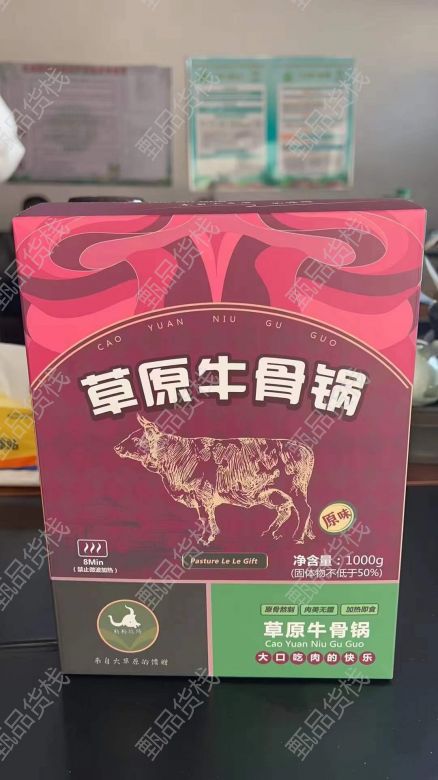 CAO YUAN NIU GU GUO
草原牛骨锅
原味
8Min
(禁止微波加热)
Pasture Le Le Gift
净含量：1000g
(固体物不低于50%)
来自大草原的馈赠
原骨熬制 肉美无腥 加热即食
草原牛骨锅
Cao Yuan Niu Gu Guo
大口吃肉的快乐
甄品货栈